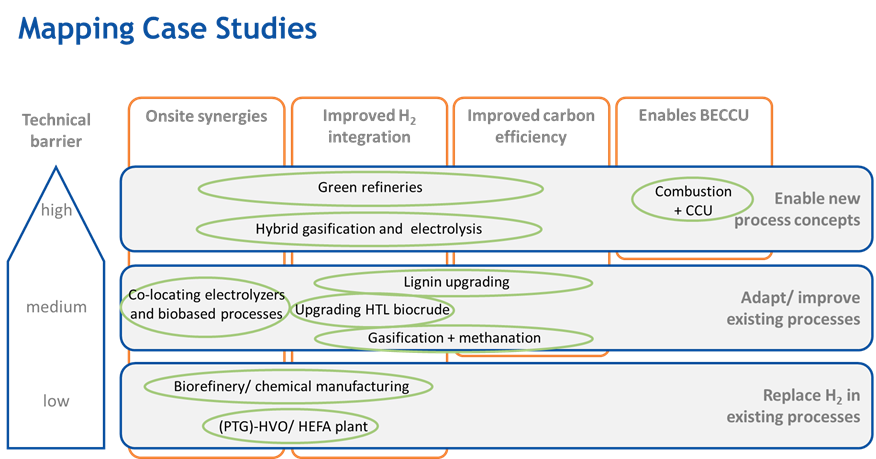 Mapping Case Studies
Technical
barrier
Onsite synergies
Improved H₂
integration
Improved carbon
efficiency
Enables BECCU
high
Green refineries
Hybrid gasification and electrolysis
Combustion
+ CCU
Enable new
process concepts
medium
Co-locating electrolyzers
and biobased processes
Lignin upgrading
Upgrading HTL biocrude
Gasification + methanation
Adapt/ improve
existing processes
low
Biorefinery/ chemical manufacturing
(PTG)-HVO/ HEFA plant
Replace H₂ in
existing processes